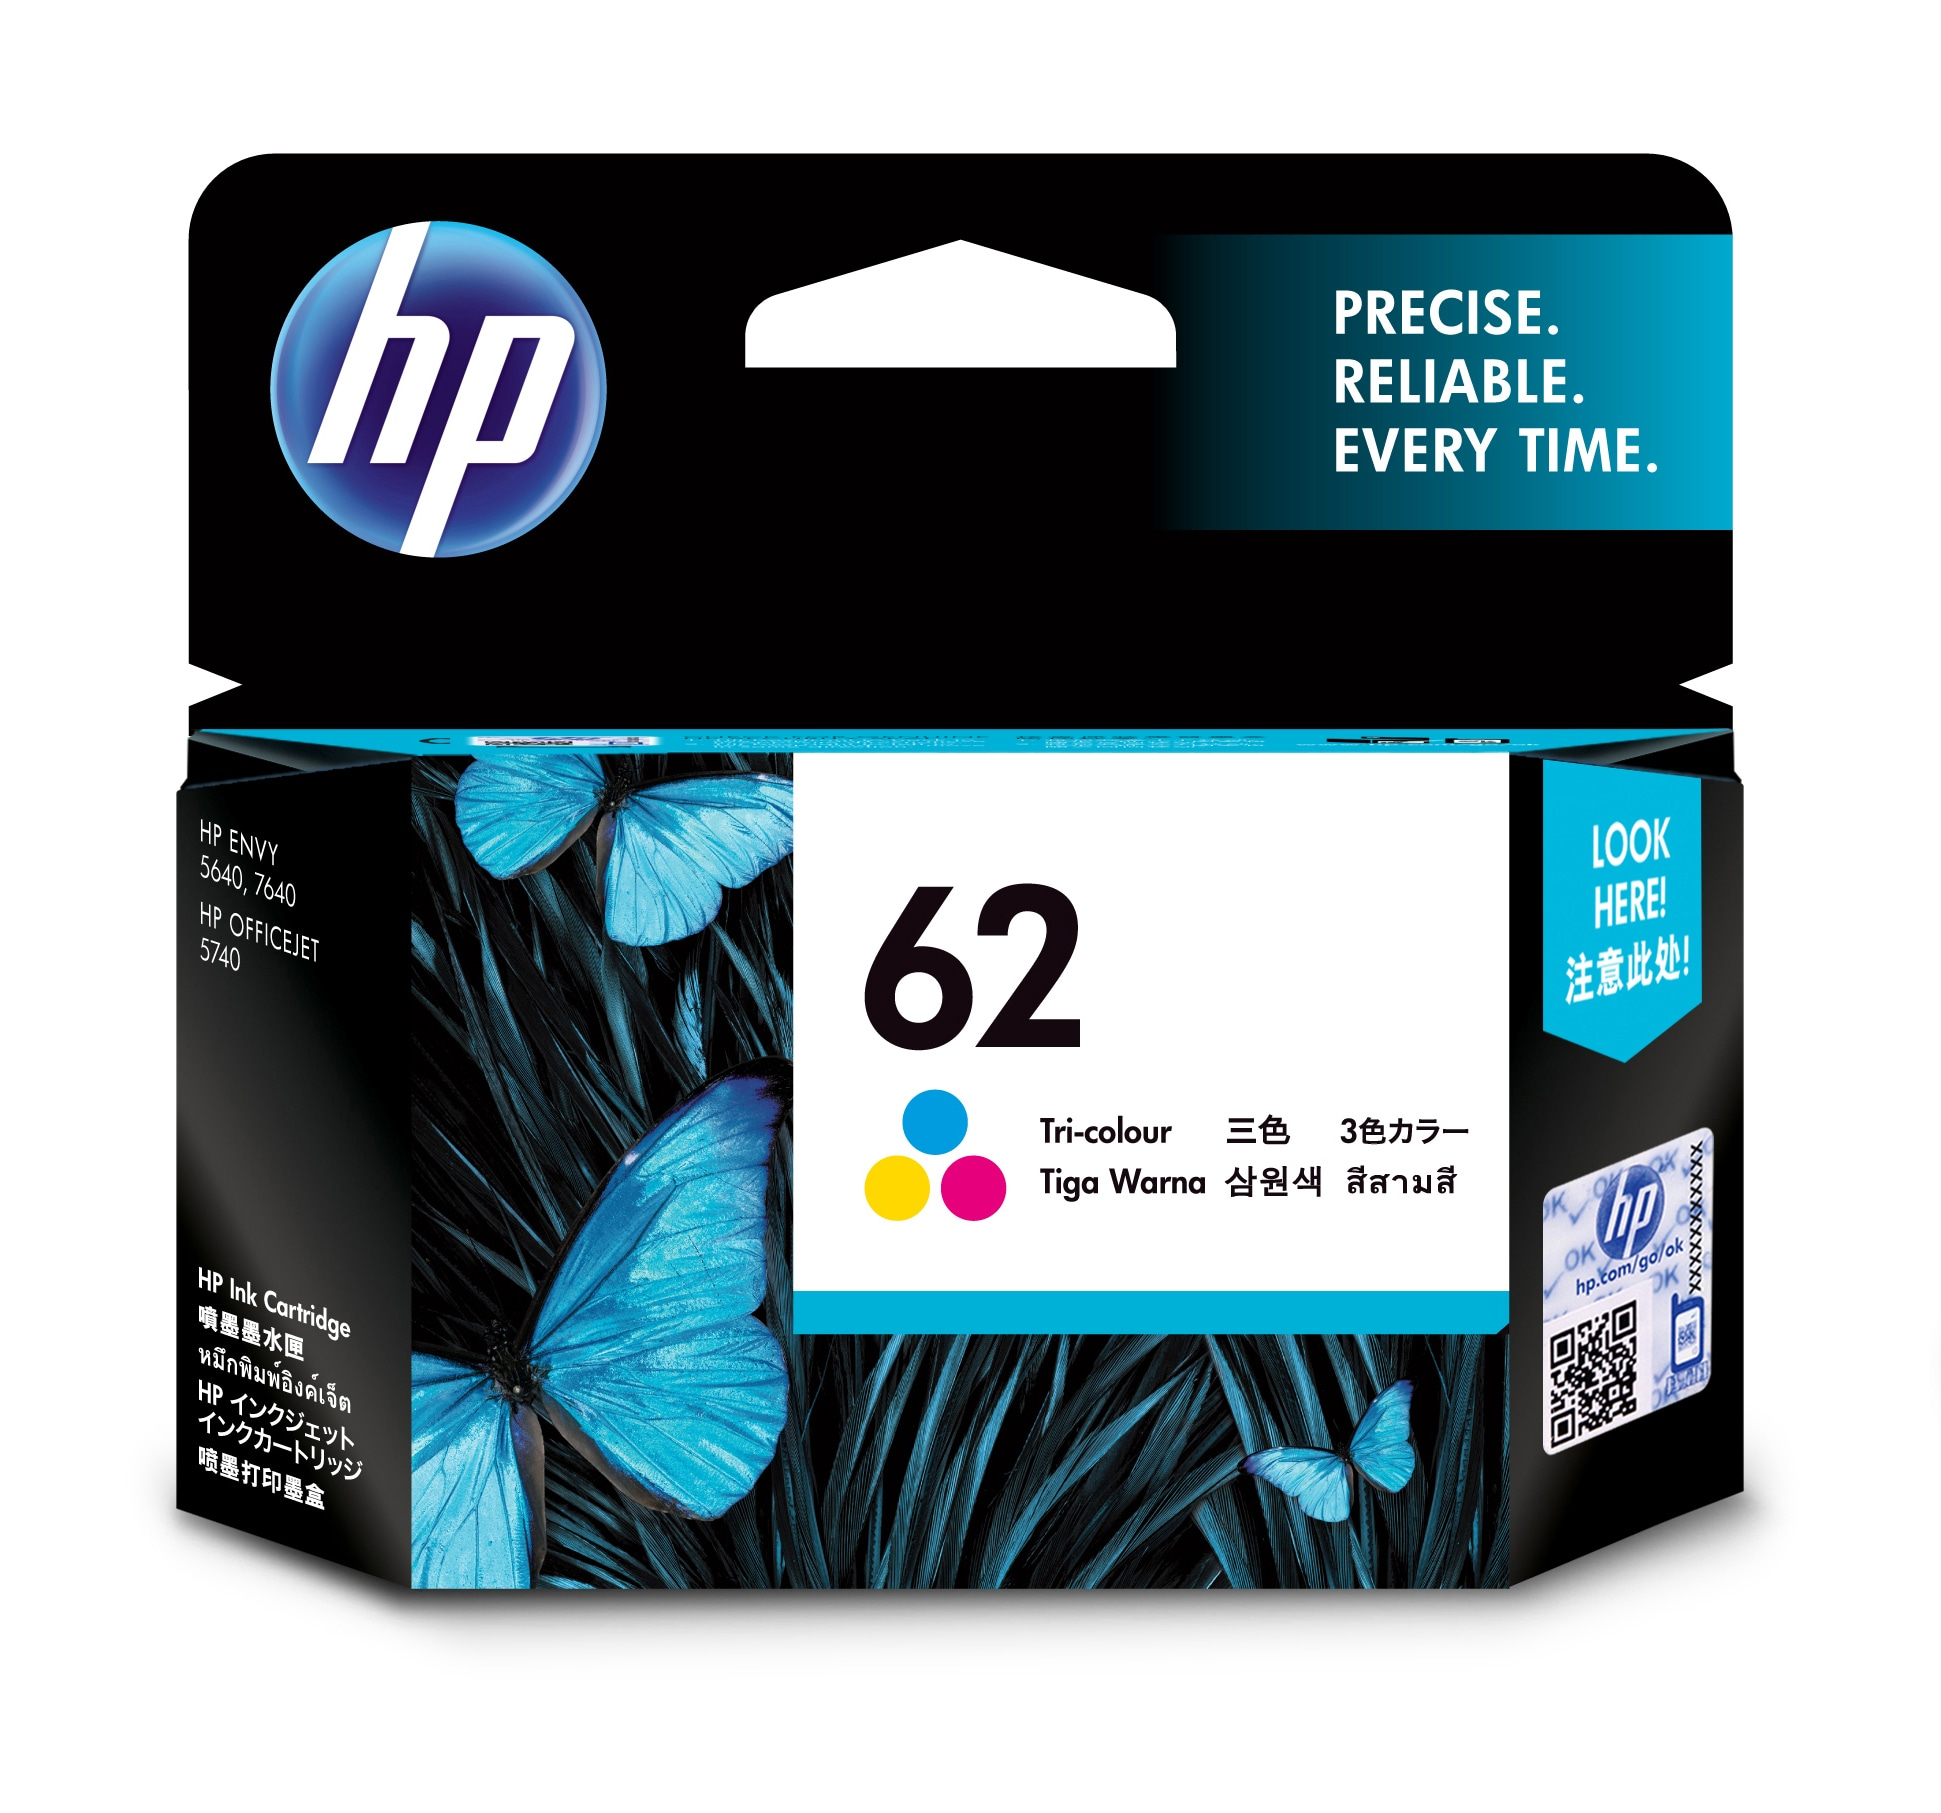 hp
PRECISE.
RELIABLE.
EVERY TIME.
HP ENVY
5640, 7640
HP OFFICEJET
5740
62
Tri-colour 三色 3色カラー
Tiga Warna 삼원색 สีสามสี
HP Ink Cartridge
噴墨墨水匣
หมึกพิมพ์อิงค์เจ็ต
HP インクジェット
インクカートリッジ
喷墨打印墨盒
LOOK
HERE!
注意此处!
hp
OK
OK
OK
OK
hp.com/go/ok